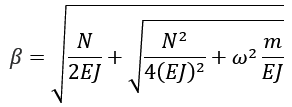 β = √(N/2EJ + √(N²/4(EJ)² + ω² m/EJ))